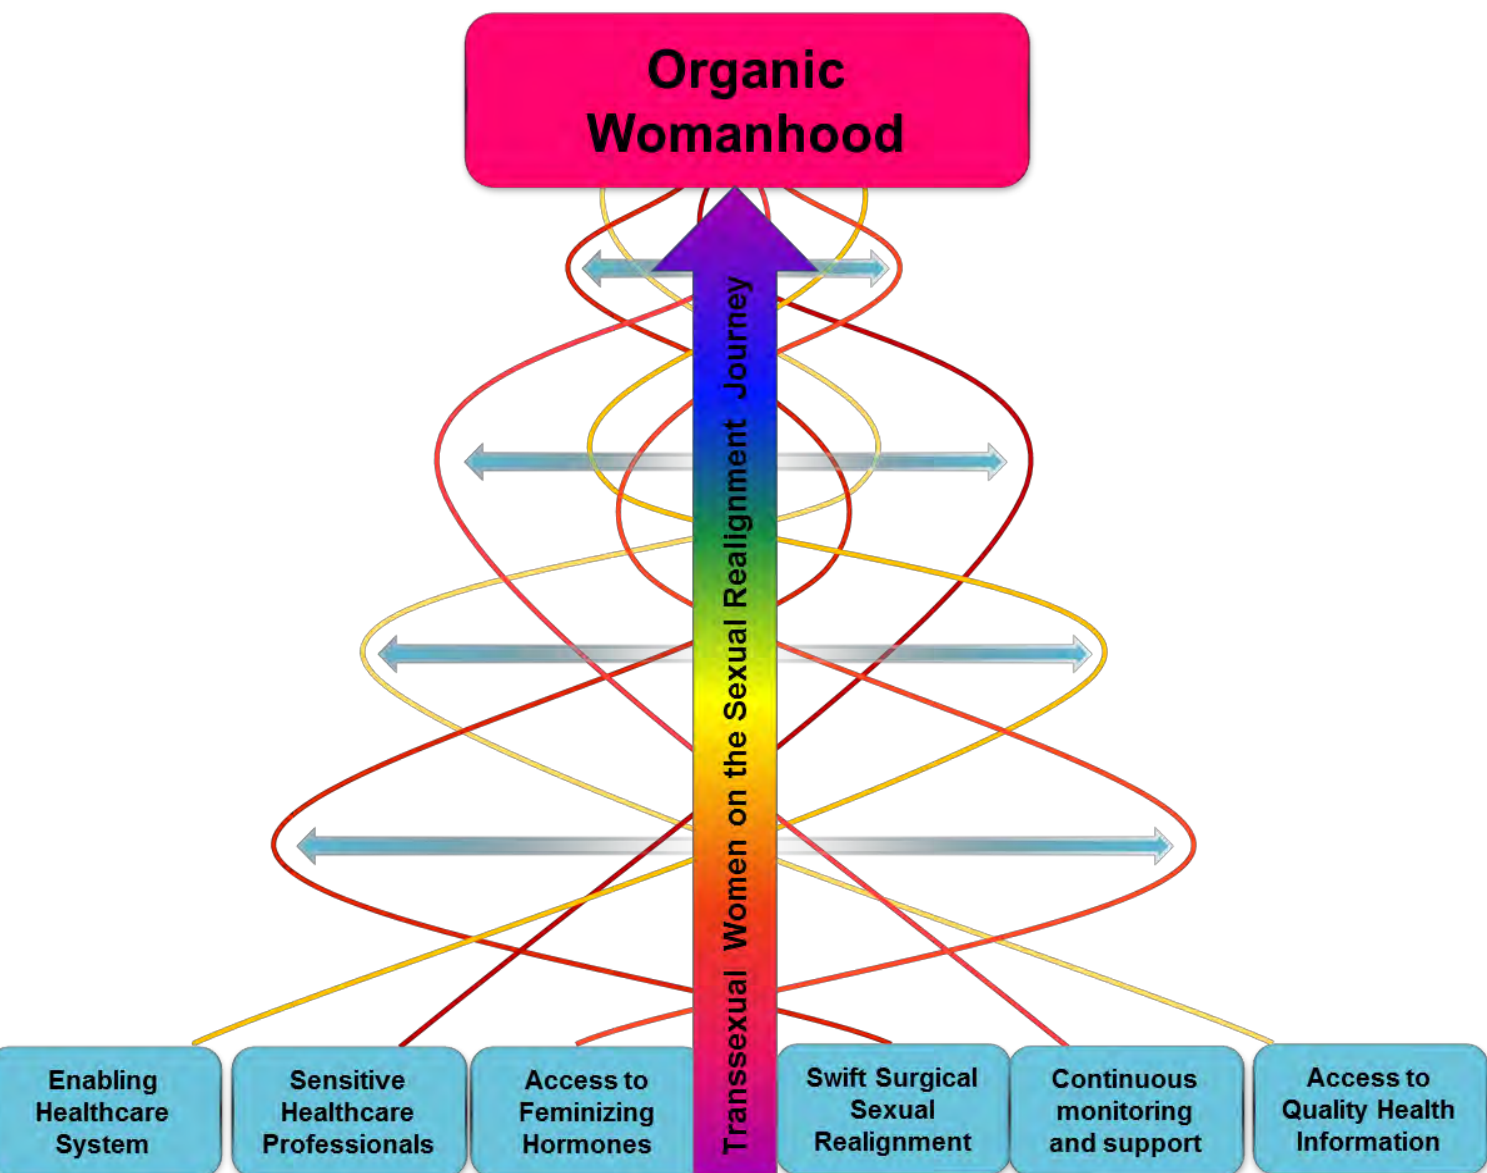 Organic
Womanhood
Transsexual Women on the Sexual Realignment Journey
Enabling
Healthcare
System
Sensitive
Healthcare
Professionals
Access to
Feminizing
Hormones
Swift Surgical
Sexual
Realignment
Continuous
monitoring
and support
Access to
Quality Health
Information